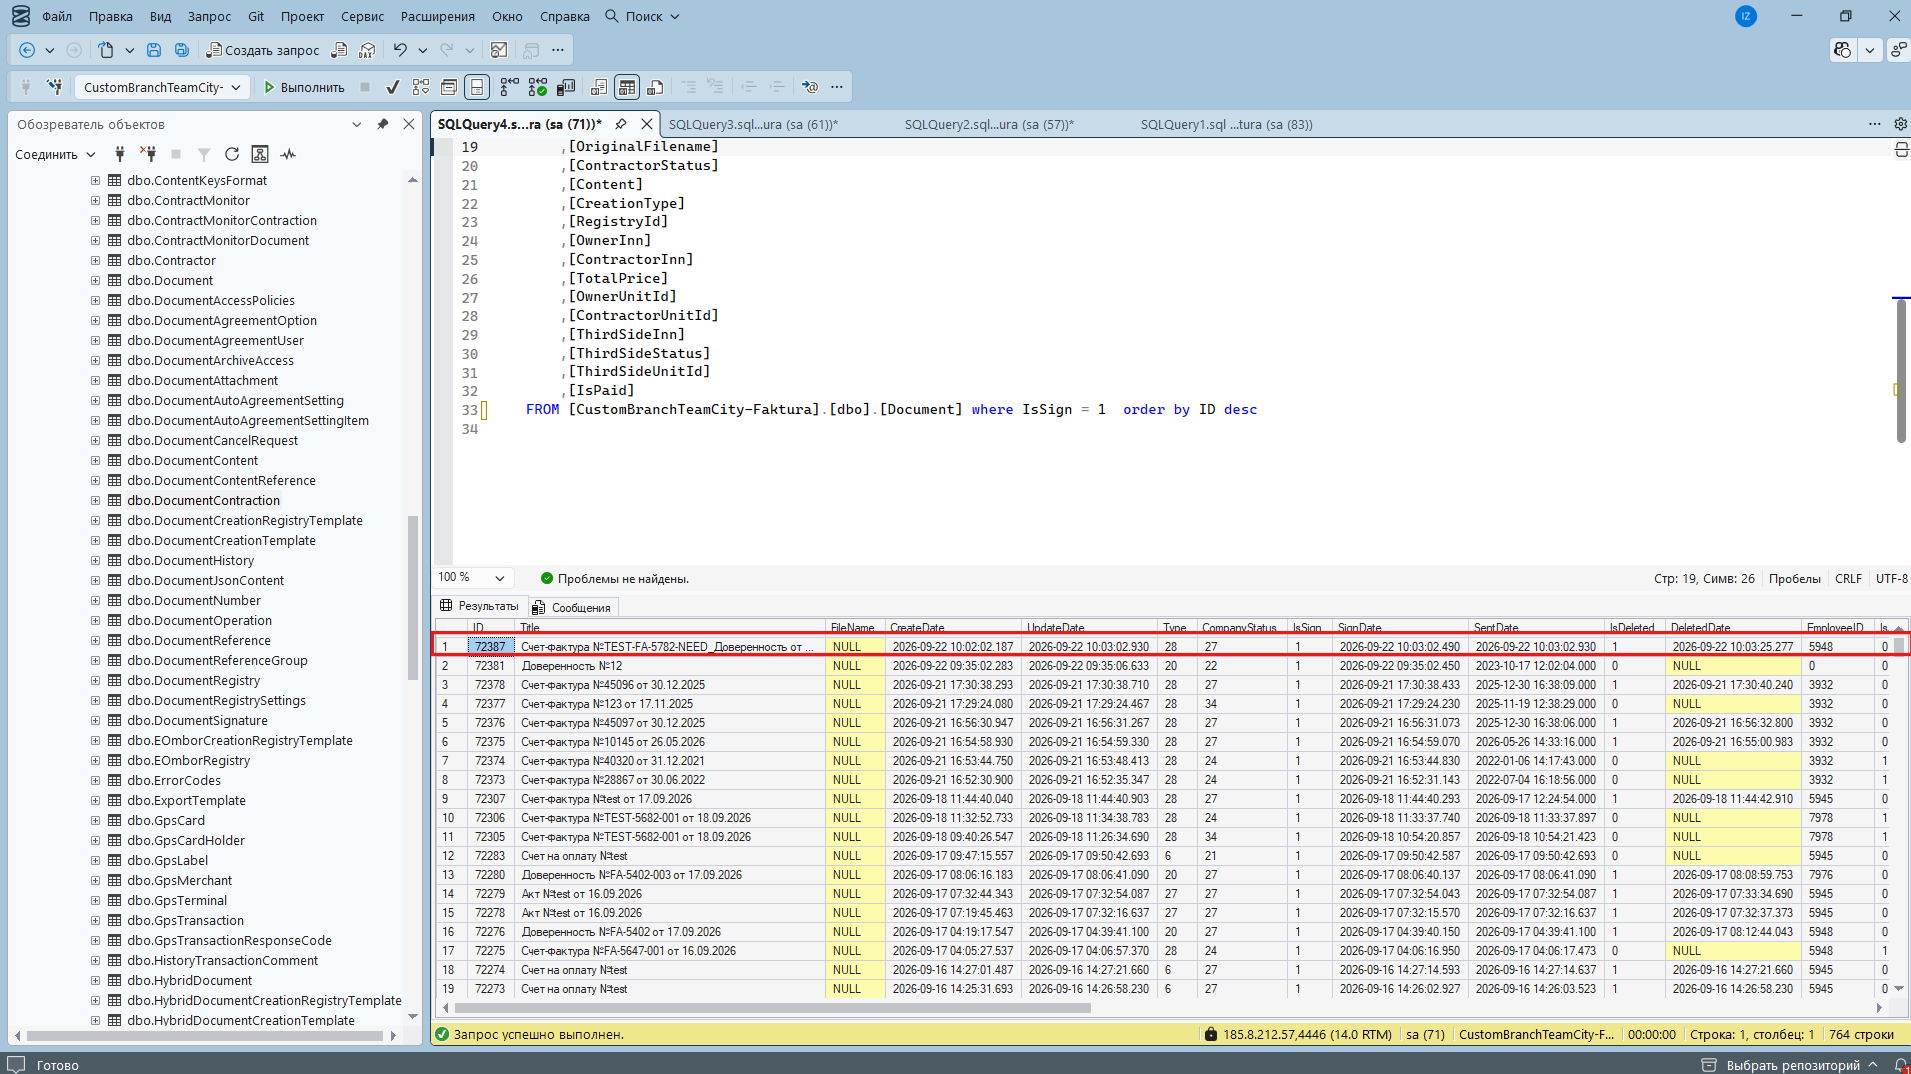 Файл Правка Вид Запрос Git Проект Сервис Расширения Окно Справка Поиск IZ
Создать запрос
CustomBranchTeamCity- Выполнить
Обозреватель объектов
Соединить
dbo.ContentKeysFormat
dbo.ContractMonitor
dbo.ContractMonitorContraction
dbo.ContractMonitorDocument
dbo.Contractor
dbo.Document
dbo.DocumentAccessPolicies
dbo.DocumentAgreementOption
dbo.DocumentAgreementUser
dbo.DocumentArchiveAccess
dbo.DocumentAttachment
dbo.DocumentAutoAgreementSetting
dbo.DocumentAutoAgreementSettingItem
dbo.DocumentCancelRequest
dbo.DocumentContent
dbo.DocumentContentReference
dbo.DocumentContraction
dbo.DocumentCreationRegistryTemplate
dbo.DocumentCreationTemplate
dbo.DocumentHistory
dbo.DocumentJsonContent
dbo.DocumentNumber
dbo.DocumentOperation
dbo.DocumentReference
dbo.DocumentReferenceGroup
dbo.DocumentRegistry
dbo.DocumentRegistrySettings
dbo.DocumentSignature
dbo.EOmborCreationRegistryTemplate
dbo.EOmborRegistry
dbo.ErrorCodes
dbo.ExportTemplate
dbo.GpsCard
dbo.GpsCardHolder
dbo.GpsLabel
dbo.GpsMerchant
dbo.GpsTerminal
dbo.GpsTransaction
dbo.GpsTransactionResponseCode
dbo.HistoryTransactionComment
dbo.HybridDocument
dbo.HybridDocumentCreationRegistryTemplate
dbo.HybridDocumentCreationTemplate
SQLQuery4.s...ra (sa (71))* SQLQuery3.sql...ura (sa (61))* SQLQuery2.sql...ura (sa (57))* SQLQuery1.sql ...tura (sa (83))
19 ,[OriginalFilename]
20 ,[ContractorStatus]
21 ,[Content]
22 ,[CreationType]
23 ,[RegistryId]
24 ,[OwnerInn]
25 ,[ContractorInn]
26 ,[TotalPrice]
27 ,[OwnerUnitId]
28 ,[ContractorUnitId]
29 ,[ThirdSideInn]
30 ,[ThirdSideStatus]
31 ,[ThirdSideUnitId]
32 ,[IsPaid]
33 FROM [CustomBranchTeamCity-Faktura].[dbo].[Document] where IsSign = 1 order by ID desc
34
100 % Проблемы не найдены. Стр: 19, Симв: 26 Пробелы CRLF UTF-8
Результаты Сообщения
ID Title FileName CreateDate UpdateDate Type CompanyStatus IsSign SignDate SentDate IsDeleted DeletedDate EmployeeID Is.
1 72387 Счет-фактура №TEST-FA-5782-NEED_Доверенность от ... NULL 2026-09-22 10:02:02.187 2026-09-22 10:03:02.930 28 27 1 2026-09-22 10:03:02.490 2026-09-22 10:03:02.930 1 2026-09-22 10:03:25.277 5948 0
2 72381 Доверенность №12 NULL 2026-09-22 09:35:02.283 2026-09-22 09:35:06.633 20 22 1 2026-09-22 09:35:02.450 2023-10-17 12:02:04.000 0 NULL 0 0
3 72378 Счет-фактура №45096 от 30.12.2025 NULL 2026-09-21 17:30:38.293 2026-09-21 17:30:38.710 28 27 1 2026-09-21 17:30:38.433 2025-12-30 16:38:09.000 1 2026-09-21 17:30:40.240 3932 0
4 72377 Счет-фактура №123 от 17.11.2025 NULL 2026-09-21 17:29:24.080 2026-09-21 17:29:24.467 28 34 1 2026-09-21 17:29:24.230 2025-11-19 12:38:29.000 0 NULL 3932 0
5 72376 Счет-фактура №45097 от 30.12.2025 NULL 2026-09-21 16:56:30.947 2026-09-21 16:56:31.267 28 27 1 2026-09-21 16:56:31.073 2025-12-30 16:38:06.000 1 2026-09-21 16:56:32.800 3932 0
6 72375 Счет-фактура №10145 от 26.05.2026 NULL 2026-09-21 16:54:58.930 2026-09-21 16:54:59.330 28 27 1 2026-09-21 16:54:59.070 2026-05-26 14:33:16.000 1 2026-09-21 16:55:00.983 3932 0
7 72374 Счет-фактура №40320 от 31.12.2021 NULL 2026-09-21 16:53:44.750 2026-09-21 16:53:48.413 28 24 1 2026-09-21 16:53:44.830 2022-01-06 14:17:43.000 0 NULL 3932 1
8 72373 Счет-фактура №28867 от 30.06.2022 NULL 2026-09-21 16:52:30.900 2026-09-21 16:52:35.347 28 24 1 2026-09-21 16:52:31.143 2022-07-04 16:18:56.000 0 NULL 3932 1
9 72307 Счет-фактура №test от 17.09.2026 NULL 2026-09-18 11:44:40.040 2026-09-18 11:44:40.903 28 27 1 2026-09-18 11:44:40.293 2026-09-17 12:24:54.000 1 2026-09-18 11:44:42.910 5945 0
10 72306 Счет-фактура №TEST-5682-001 от 18.09.2026 NULL 2026-09-18 11:32:52.733 2026-09-18 11:34:38.783 28 24 1 2026-09-18 11:33:37.740 2026-09-18 11:33:37.897 0 NULL 7978 1
11 72305 Счет-фактура №TEST-5682-001 от 18.09.2026 NULL 2026-09-18 09:40:26.547 2026-09-18 11:26:34.690 28 34 1 2026-09-18 10:54:20.857 2026-09-18 10:54:21.423 0 NULL 7978 1
12 72283 Счет на оплату №test NULL 2026-09-17 09:47:15.557 2026-09-17 09:50:42.693 6 21 1 2026-09-17 09:50:42.587 2026-09-17 09:50:42.693 0 NULL 5945 0
13 72280 Доверенность №FA-5402-003 от 17.09.2026 NULL 2026-09-17 08:06:16.183 2026-09-17 08:06:41.090 20 27 1 2026-09-17 08:06:40.137 2026-09-17 08:06:41.090 1 2026-09-17 08:08:59.753 7976 0
14 72279 Акт №test от 16.09.2026 NULL 2026-09-17 07:32:44.343 2026-09-17 07:32:54.087 27 27 1 2026-09-17 07:32:54.043 2026-09-17 07:32:54.087 1 2026-09-17 07:33:34.690 5945 0
15 72278 Акт №test от 16.09.2026 NULL 2026-09-17 07:19:45.463 2026-09-17 07:32:16.637 27 27 1 2026-09-17 07:32:15.570 2026-09-17 07:32:16.637 1 2026-09-17 07:32:37.373 5945 0
16 72276 Доверенность №FA-5402 от 17.09.2026 NULL 2026-09-17 04:19:17.547 2026-09-17 04:39:41.100 20 27 1 2026-09-17 04:39:40.150 2026-09-17 04:39:41.100 1 2026-09-17 08:12:44.043 5948 0
17 72275 Счет-фактура №FA-5647-001 от 16.09.2026 NULL 2026-09-17 04:05:27.537 2026-09-17 04:06:57.370 28 24 1 2026-09-17 04:06:16.950 2026-09-17 04:06:17.473 0 NULL 5948 1
18 72274 Счет на оплату №test NULL 2026-09-16 14:27:01.487 2026-09-16 14:27:21.660 6 27 1 2026-09-16 14:27:14.593 2026-09-16 14:27:14.637 1 2026-09-16 14:27:21.660 5945 0
19 72273 Счет на оплату №test NULL 2026-09-16 14:25:31.693 2026-09-16 14:26:58.230 6 27 1 2026-09-16 14:26:02.927 2026-09-16 14:26:03.523 1 2026-09-16 14:26:58.230 5945 0
Запрос успешно выполнен. 185.8.212.57,4446 (14.0 RTM) sa (71) CustomBranchTeamCity-F... 00:00:00 Строка: 1, столбец: 1 764 строки
Готово Выбрать репозиторий 1